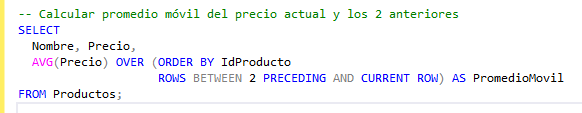 -- Calcular promedio móvil del precio actual y los 2 anteriores
SELECT
Nombre, Precio,
AVG(Precio) OVER (ORDER BY IdProducto
ROWS BETWEEN 2 PRECEDING AND CURRENT ROW) AS PromedioMovil
FROM Productos;